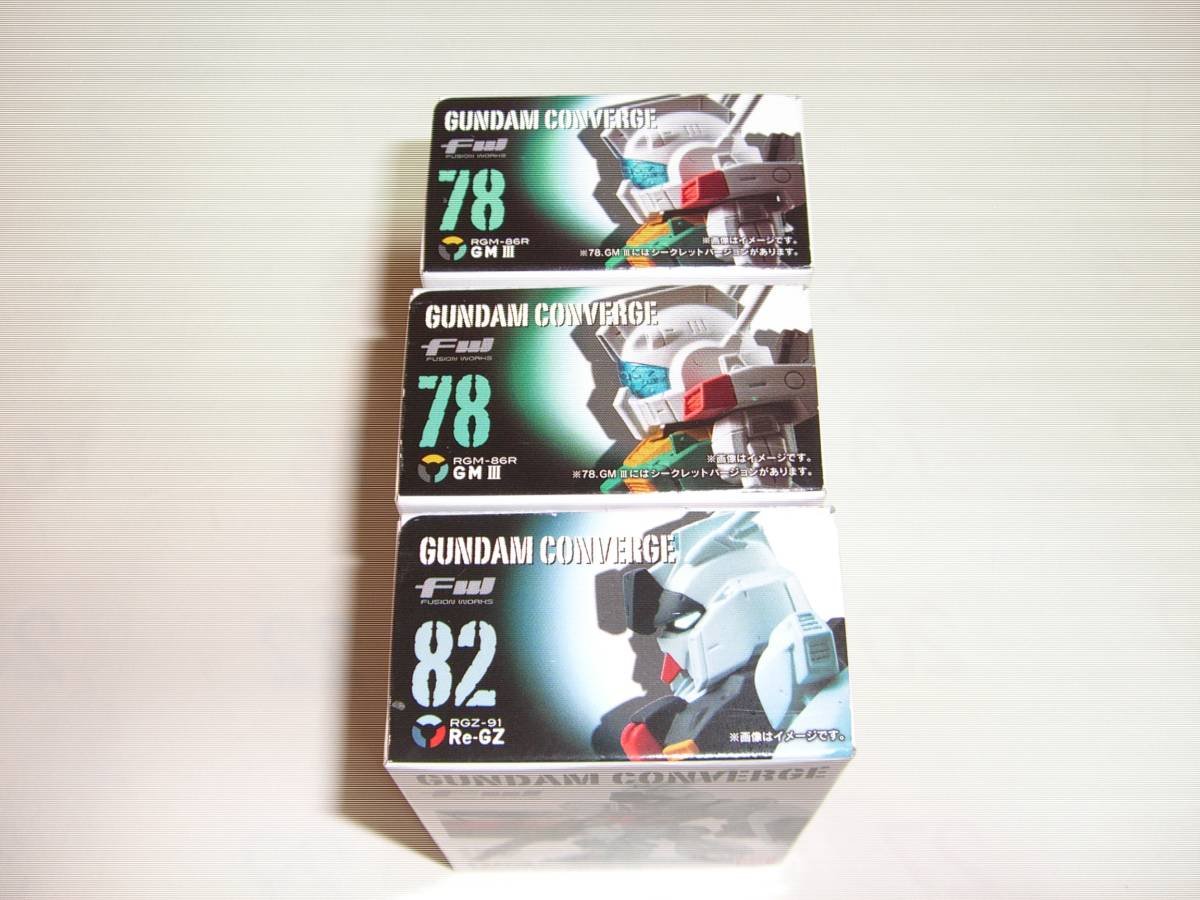 GUNDAM CONVERGE
FW
FUSION WORKS
78
RGM-86R
GM III
※画像はイメージです。
※78.GM IIIにはシークレットバージョンがあります。
GUNDAM CONVERGE
FW
FUSION WORKS
78
RGM-86R
GM III
※画像はイメージです。
※78.GM IIIにはシークレットバージョンがあります。
GUNDAM CONVERGE
FW
FUSION WORKS
82
RGZ-91
Re-GZ
※画像はイメージです。
GUNDAM CONVERGE
FW